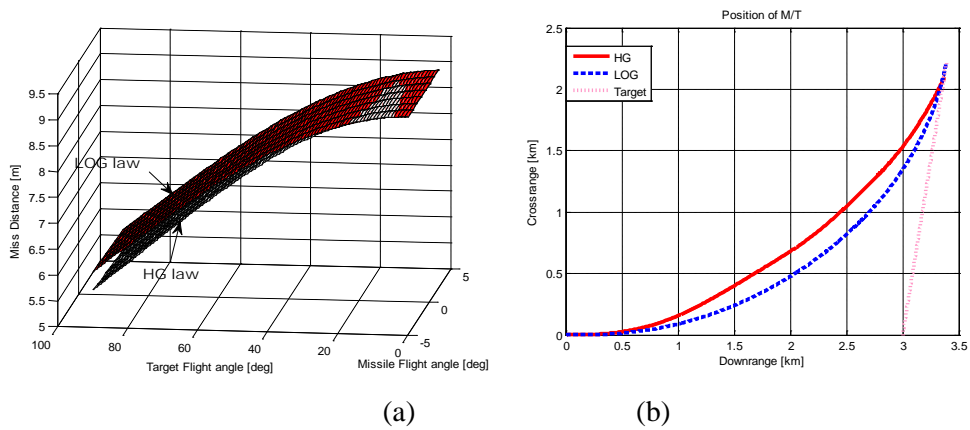 9.5
9
8.5
8
7.5
7
6.5
6
5.5
5
Miss Distance [m]
LOG law
HG law
100
80
60
40
20
0
Target Flight angle [deg]
-5
0
5
Missile Flight angle [deg]
(a)
Position of M/T
2.5
2
1.5
1
0.5
0
Crossrange [km]
HG
LOG
Target
0
0.5
1
1.5
2
2.5
3
3.5
Downrange [km]
(b)